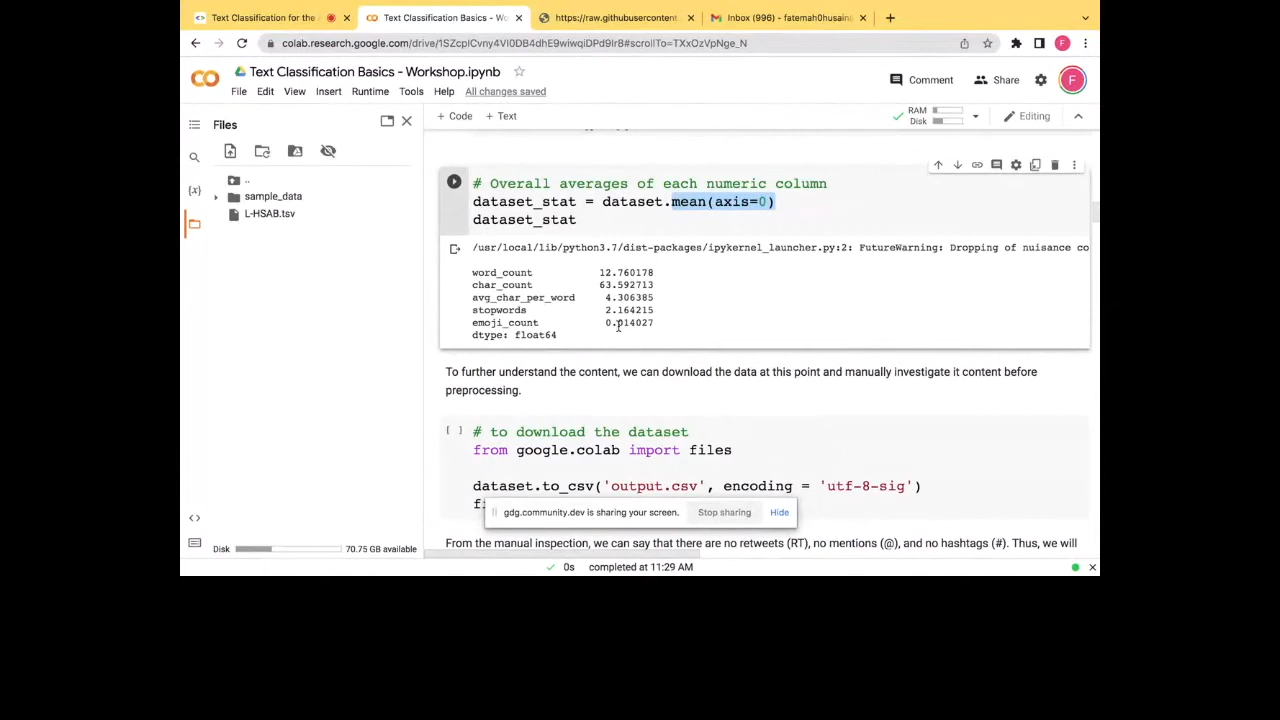 Text Classification for the
Text Classification Basics - Wo
https://raw.githubusercontent.
Inbox (996) - fatemah0husain
colab.research.google.com/drive/1SZcpICvny4VI0DB4dhE9wiwqiDPd9Ir8#scrollTo=TXxOzVpNge_N
F
CO
Text Classification Basics - Workshop.ipynb
Comment
Share
F
File Edit View Insert Runtime Tools Help All changes saved
Files
+ Code + Text
RAM
Disk
Editing
{x}
..
sample_data
L-HSAB.tsv
# Overall averages of each numeric column
dataset_stat = dataset.mean(axis=0)
dataset_stat
/usr/local/lib/python3.7/dist-packages/ipykernel_launcher.py:2: FutureWarning: Dropping of nuisance co
word_count 12.760178
char_count 63.592713
avg_char_per_word 4.306385
stopwords 2.164215
emoji_count 0.014027
dtype: float64
To further understand the content, we can download the data at this point and manually investigate it content before
preprocessing.
[ ] # to download the dataset
from google.colab import files
dataset.to_csv('output.csv', encoding = 'utf-8-sig')
gdg.community.dev is sharing your screen. Stop sharing Hide
From the manual inspection, we can say that there are no retweets (RT), no mentions (@), and no hashtags (#). Thus, we will
Disk 70.75 GB available
0s completed at 11:29 AM